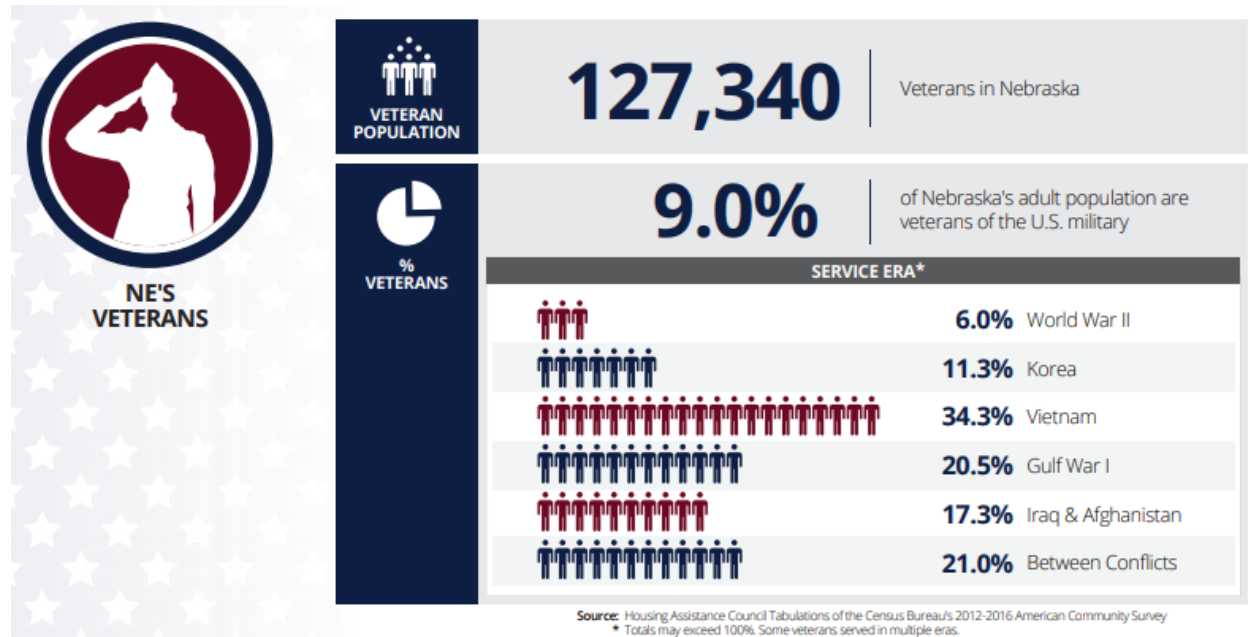 NE'S
VETERANS
VETERAN
POPULATION
127,340
Veterans in Nebraska
%
VETERANS
9.0%
of Nebraska's adult population are
veterans of the U.S. military
SERVICE ERA*
6.0% World War II
11.3% Korea
34.3% Vietnam
20.5% Gulf War I
17.3% Iraq & Afghanistan
21.0% Between Conflicts
Source: Housing Assistance Council Tabulations of the Census Bureau's 2012-2016 American Community Survey
* Totals may exceed 100%. Some veterans served in multiple eras.